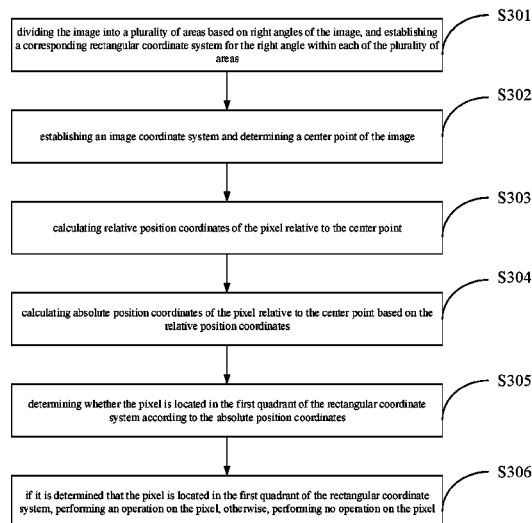 S301
dividing the image into a plurality of areas based on right angles of the image, and establishing
a corresponding rectangular coordinate system for the right angle within each of the plurality of
areas
S302
establishing an image coordinate system and determining a center point of the image
S303
calculating relative position coordinates of the pixel relative to the center point
S304
calculating absolute position coordinates of the pixel relative to the center point based on the
relative position coordinates
S305
determining whether the pixel is located in the first quadrant of the rectangular coordinate
system according to the absolute position coordinates
S306
if it is determined that the pixel is located in the first quadrant of the rectangular coordinate
system, performing an operation on the pixel, otherwise, performing no operation on the pixel